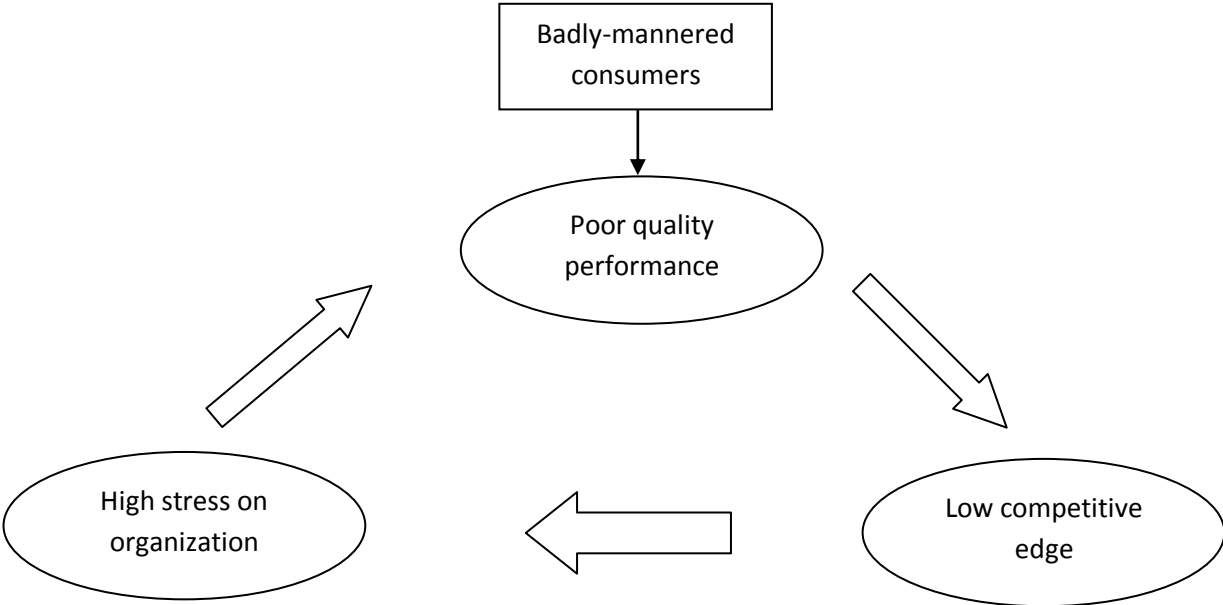 Badly-mannered
consumers
Poor quality
performance
High stress on
organization
Low competitive
edge